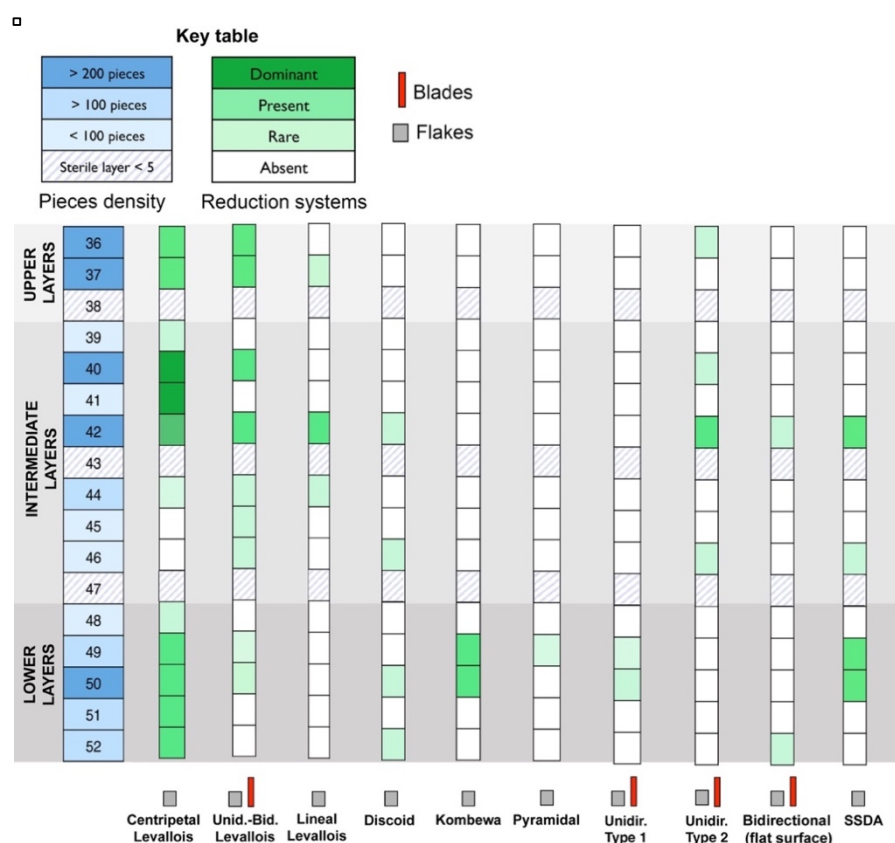 Key table
> 200 pieces
> 100 pieces
< 100 pieces
Sterile layer < 5
Pieces density
Dominant
Present
Rare
Absent
Reduction systems
Blades
Flakes
UPPER
LAYERS
36
37
38
INTERMEDIATE
LAYERS
39
40
41
42
43
44
45
46
47
LOWER
LAYERS
48
49
50
51
52
Centripetal
Levallois
Unid.-Bid.
Levallois
Lineal
Levallois
Discoid
Kombewa
Pyramidal
Unidir.
Type 1
Unidir.
Type 2
Bidirectional
(flat surface)
SSDA